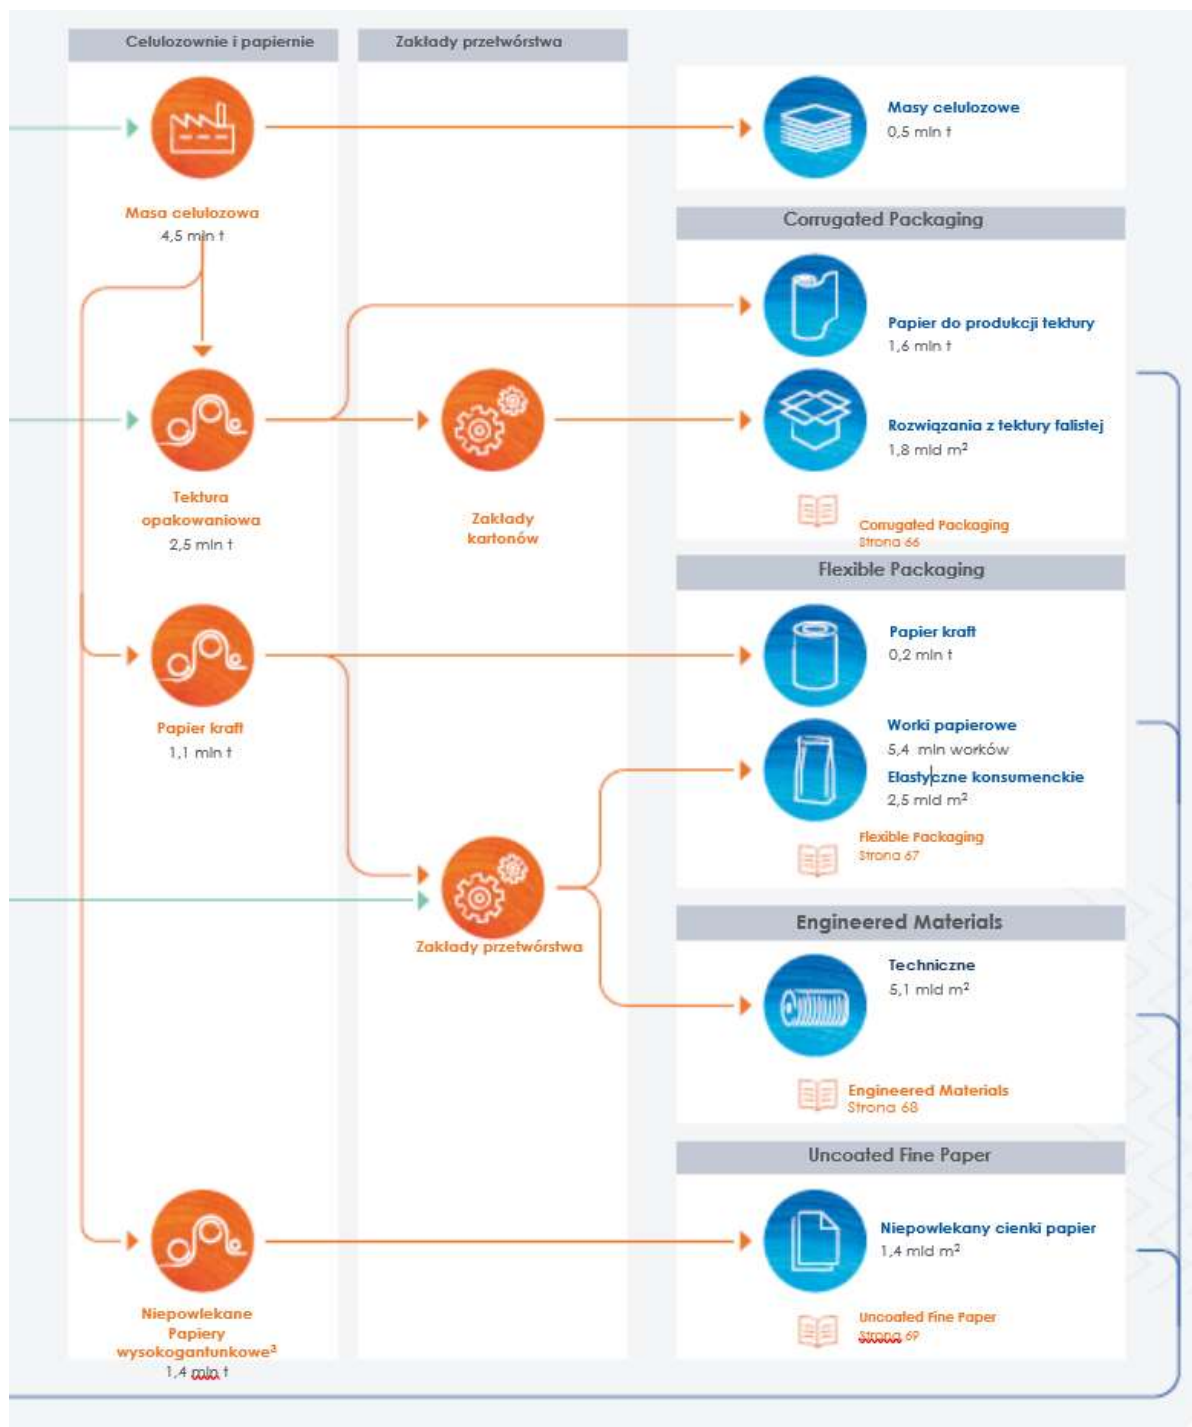 Celulozownie i papiernie
Zakłady przetwórstwa
Masa celulozowa
4,5 mln t
Masy celulozowe
0,5 mln t
Corrugated Packaging
Papier do produkcji tektury
1,6 mln t
Tektura
opakowaniowa
2,5 mln t
Zakłady
kartonów
Rozwiązania z tektury falistej
1,8 mld m²
Corrugated Packaging
Strona 66
Flexible Packaging
Papier kraft
1,1 mln t
Papier kraft
0,2 mln t
Worki papierowe
5,4 mln worków
Elastyczne konsumenckie
2,5 mld m²
Flexible Packaging
Strona 67
Zakłady przetwórstwa
Engineered Materials
Techniczne
5,1 mld m²
Engineered Materials
Strona 68
Uncoated Fine Paper
Niepowlekane
Papiery
wysokogantunkowe³
1,4 mln t
Niepowlekany cienki papier
1,4 mld m²
Uncoated Fine Paper
Strona 69